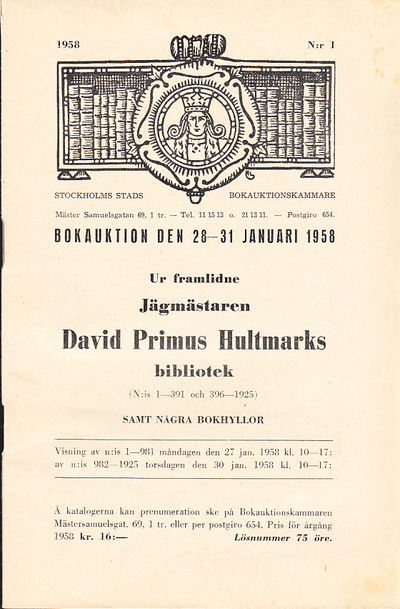 1958 N:r 1
STOCKHOLMS STADS BOKAUKTIONSKAMMARE
Mäster Samuelsgatan 69, 1 tr. — Tel. 11 15 13 o. 21 13 11. — Postgiro 654.
BOKAUKTION DEN 28—31 JANUARI 1958
Ur framlidne
Jägmästaren
David Primus Hultmarks
bibliotek
(N:is 1—391 och 396—1925)
SAMT NÅGRA BOKHYLLOR
Visning av n:is 1—981 måndagen den 27 jan. 1958 kl. 10—17;
av n:is 982—1925 torsdagen den 30 jan. 1958 kl. 10—17;
Å katalogerna kan prenumeration ske på Bokauktionskammaren
Mästersamuelsgat. 69, 1 tr. eller per postgiro 654. Pris för årgång
1958 kr. 16:— Lösnummer 75 öre.